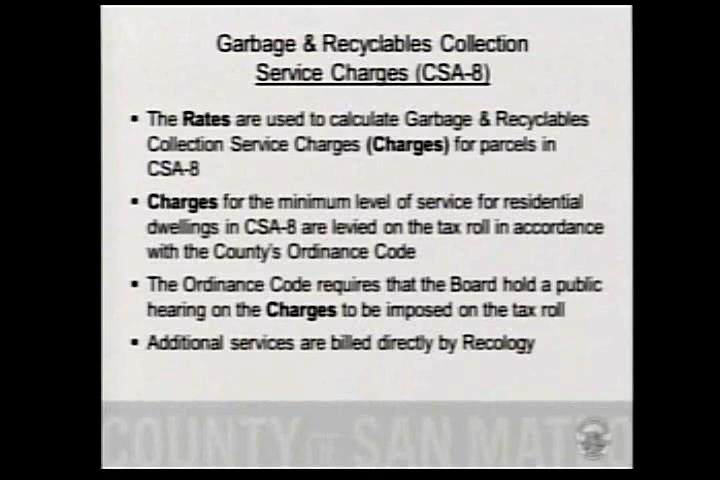 Garbage & Recyclables Collection
Service Charges (CSA-8)
▪ The Rates are used to calculate Garbage & Recyclables
Collection Service Charges (Charges) for parcels in
CSA-8
▪ Charges for the minimum level of service for residential
dwellings in CSA-8 are levied on the tax roll in accordance
with the County's Ordinance Code
▪ The Ordinance Code requires that the Board hold a public
hearing on the Charges to be imposed on the tax roll
▪ Additional services are billed directly by Recology
COUNTY OF SAN MATEO